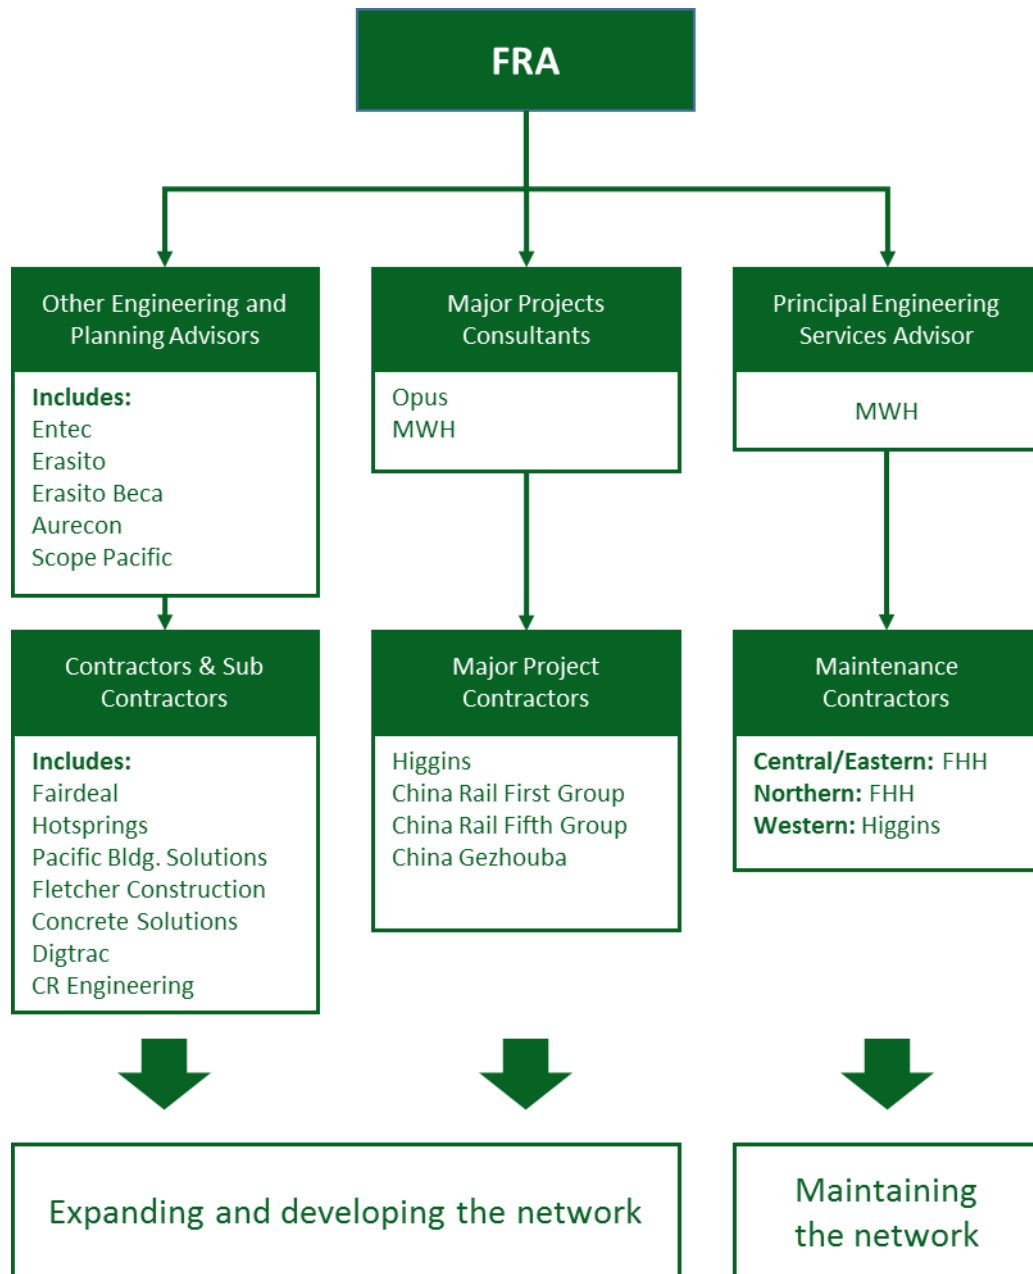 FRA
Other Engineering and
Planning Advisors
Includes:
Entec
Erasito
Erasito Beca
Aurecon
Scope Pacific
Major Projects
Consultants
Opus
MWH
Principal Engineering
Services Advisor
MWH
Contractors & Sub
Contractors
Includes:
Fairdeal
Hotsprings
Pacific Bldg. Solutions
Fletcher Construction
Concrete Solutions
Digtrac
CR Engineering
Major Project
Contractors
Higgins
China Rail First Group
China Rail Fifth Group
China Gezhouba
Maintenance
Contractors
Central/Eastern: FHH
Northern: FHH
Western: Higgins
Expanding and developing the network
Maintaining
the network